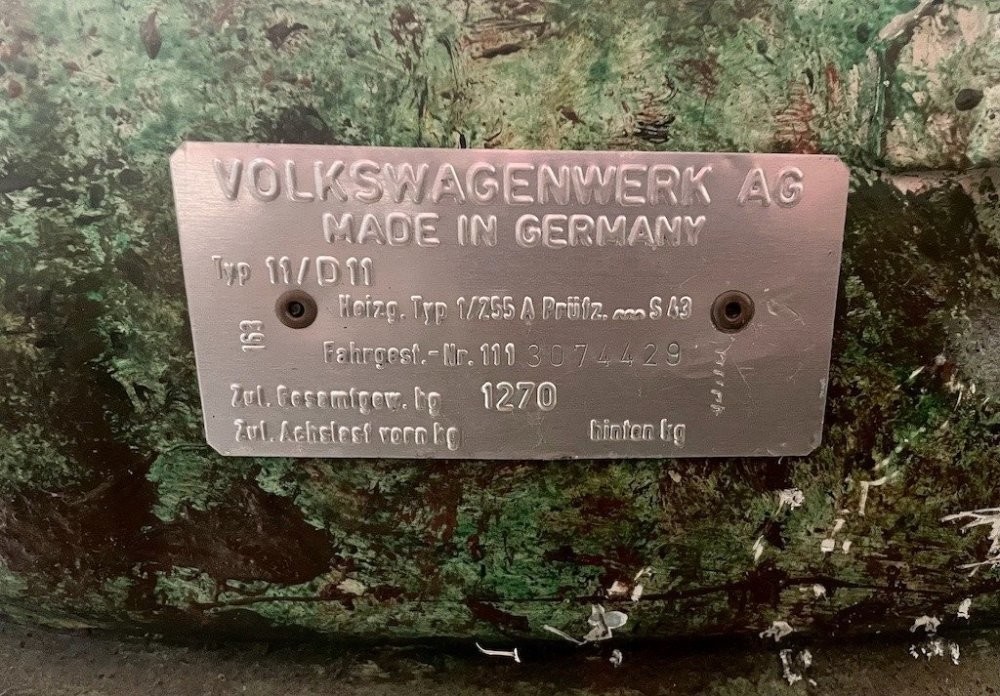 VOLKSWAGENWERK AG
MADE IN GERMANY
Typ 11/D11
Heizg. Typ 1/255 A Prüfz. ~~~ S 43
163
Fahrgest.-Nr. 111 3074429
Zul. Gesamtgew. kg 1270
Zul. Achslast vorn kg hinten kg